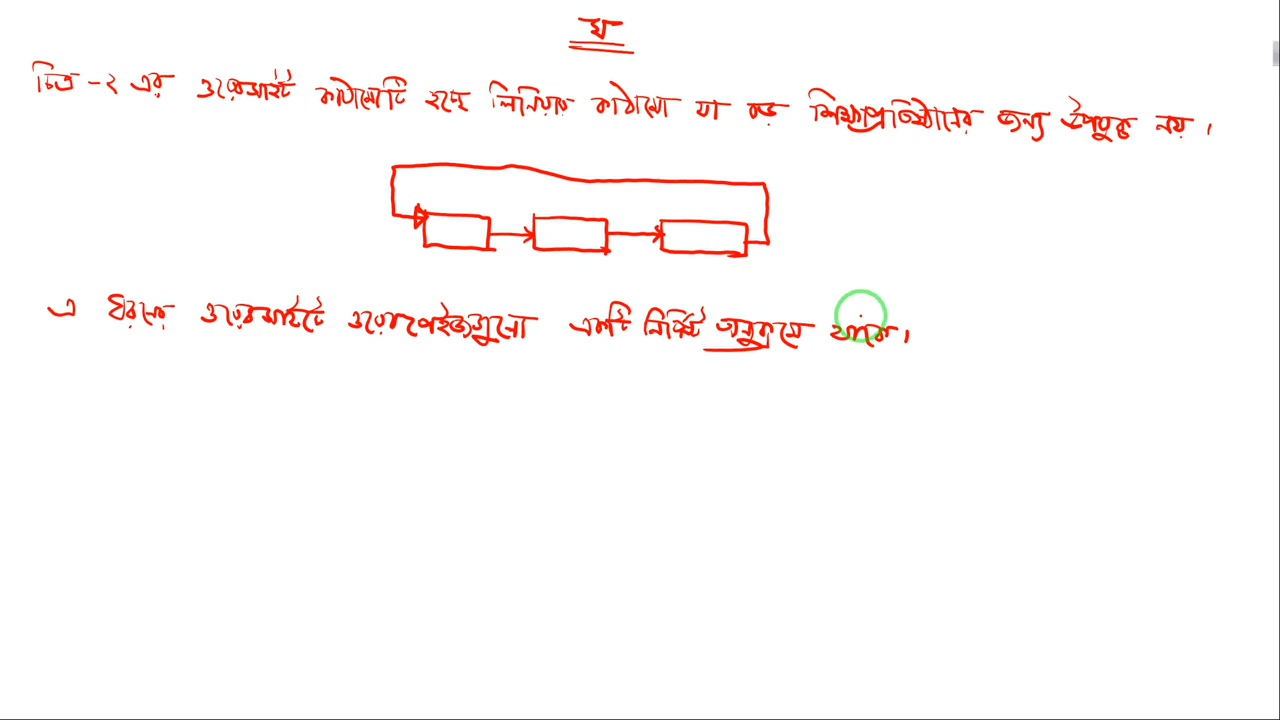 ঘ
চিত্র -২ এর ওয়েবসাইট কাঠামোটি হচ্ছে লিনিয়ার কাঠামো যা বড় শিক্ষাপ্রতিষ্ঠানের জন্য উপযুক্ত নয়।
এ ধরনের ওয়েবসাইটে ওয়েবপেইজগুলো একটি নির্দিষ্ট অনুক্রমে থাকে।